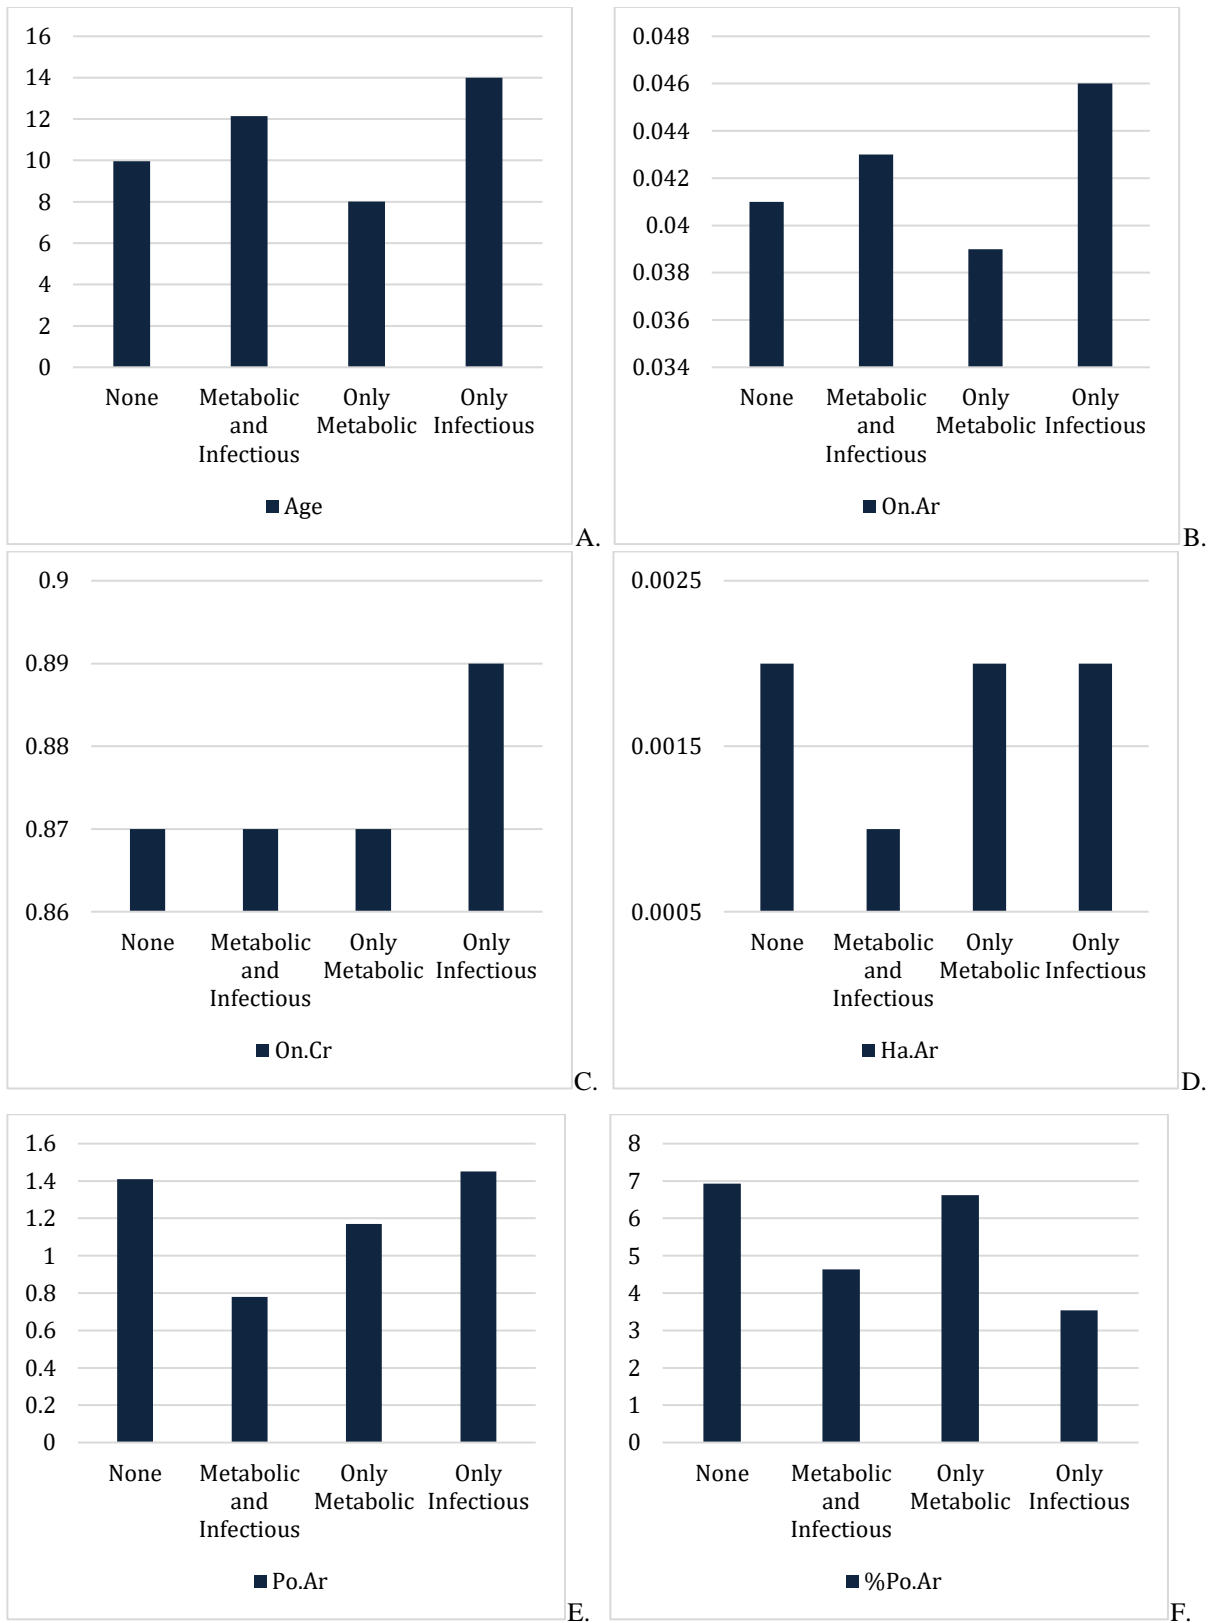 16
14
12
10
8
6
4
2
0
None
Metabolic
and
Infectious
Only
Metabolic
Only
Infectious
Age
A.
0.048
0.046
0.044
0.042
0.04
0.038
0.036
0.034
None
Metabolic
and
Infectious
Only
Metabolic
Only
Infectious
On.Ar
B.
0.9
0.89
0.88
0.87
0.86
None
Metabolic
and
Infectious
Only
Metabolic
Only
Infectious
On.Cr
C.
0.0025
0.0015
0.0005
None
Metabolic
and
Infectious
Only
Metabolic
Only
Infectious
Ha.Ar
D.
1.6
1.4
1.2
1
0.8
0.6
0.4
0.2
0
None
Metabolic
and
Infectious
Only
Metabolic
Only
Infectious
Po.Ar
E.
8
7
6
5
4
3
2
1
0
None
Metabolic
and
Infectious
Only
Metabolic
Only
Infectious
%Po.Ar
F.